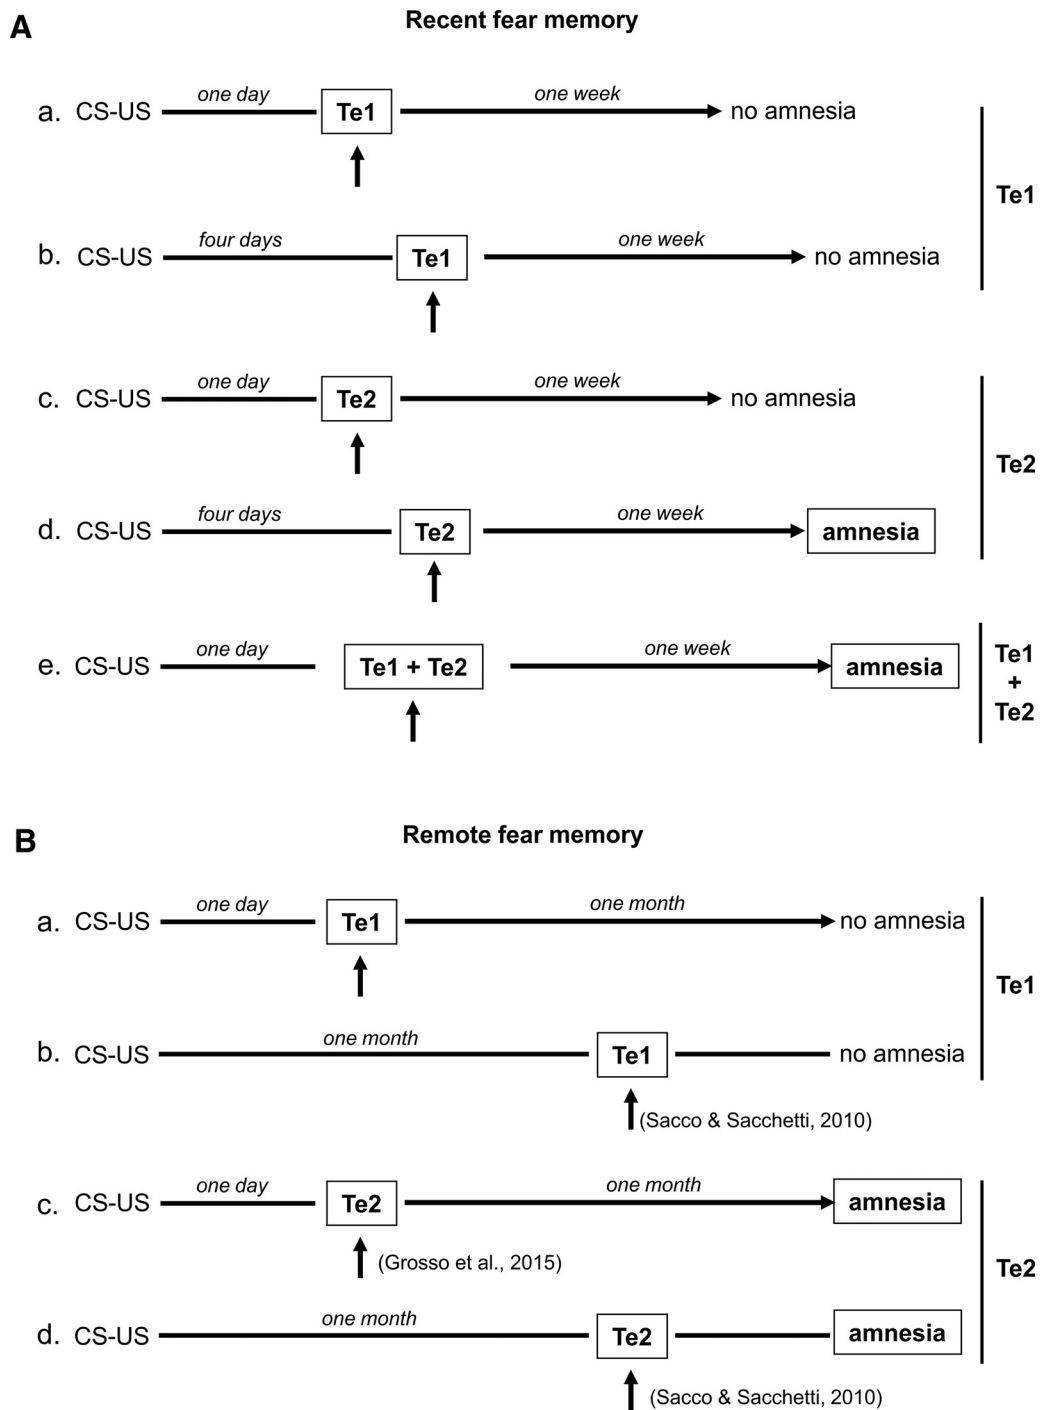 A
Recent fear memory
a. CS-US one day Te1 one week no amnesia
Te1
b. CS-US four days Te1 one week no amnesia
c. CS-US one day Te2 one week no amnesia
Te2
d. CS-US four days Te2 one week amnesia
e. CS-US one day Te1 + Te2 one week amnesia
Te1
+
Te2
B
Remote fear memory
a. CS-US one day Te1 one month no amnesia
Te1
b. CS-US one month Te1 no amnesia
(Sacco & Sacchetti, 2010)
c. CS-US one day Te2 one month amnesia
(Grosso et al., 2015)
Te2
d. CS-US one month Te2 amnesia
(Sacco & Sacchetti, 2010)